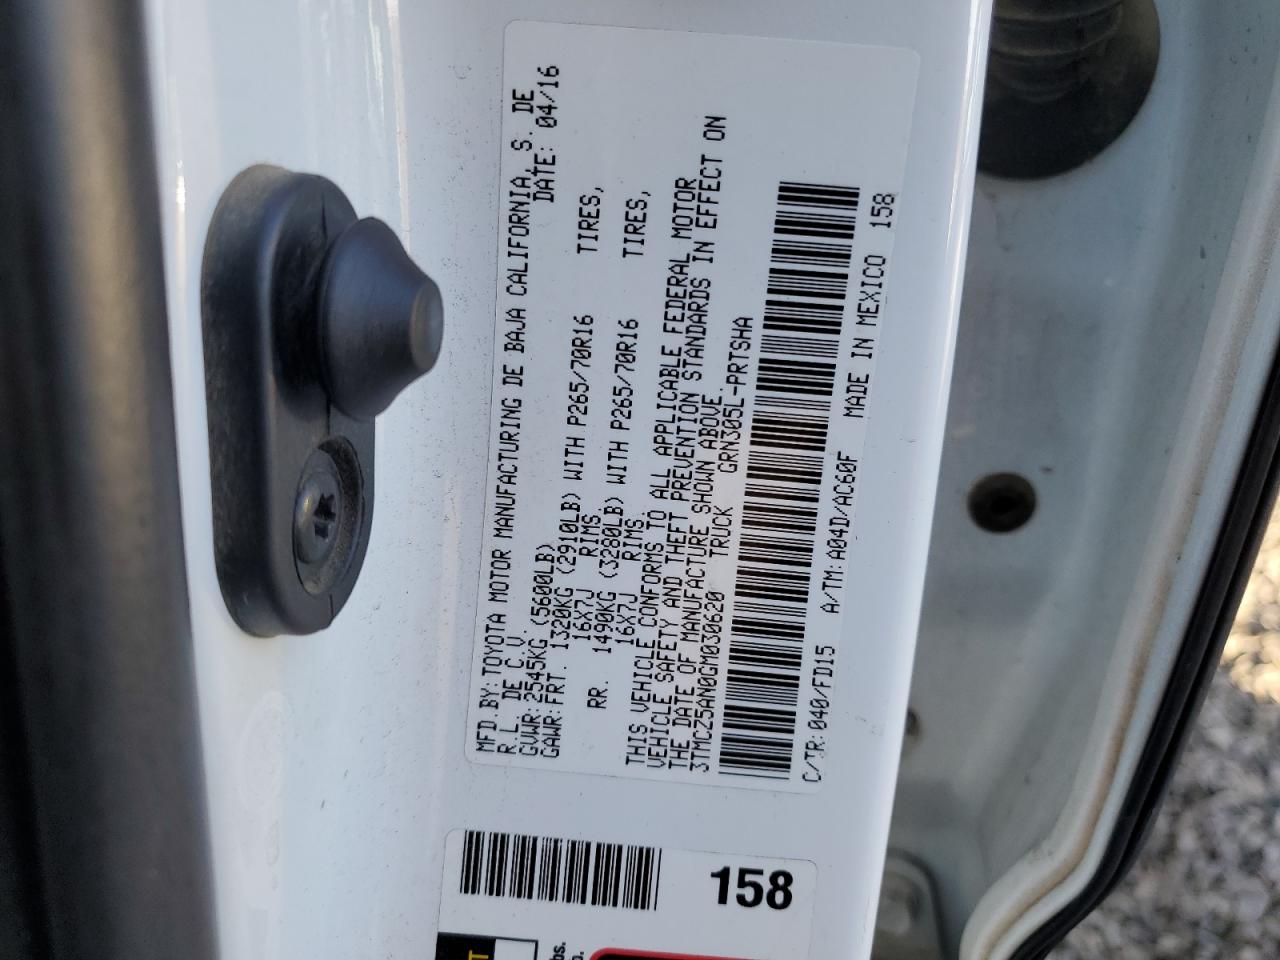 MFD.BY:TOYOTA MOTOR MANUFACTURING DE BAJA CALIFORNIA, S. DE
R.L. DE C.V. DATE: 04/16
GVWR: 2545KG (5600LB)
GAWR:FRT. 1320KG (2910LB) WITH P265/70R16 TIRES,
16X7J RIMS
RR. 1490KG (3280LB) WITH P265/70R16 TIRES,
16X7J RIMS
THIS VEHICLE CONFORMS TO ALL APPLICABLE FEDERAL MOTOR
VEHICLE SAFETY AND THEFT PREVENTION STANDARDS IN EFFECT ON
THE DATE OF MANUFACTURE SHOWN ABOVE.
3TMCZ5AN0GM030620 TRUCK GRN305L-PRTSHA
C/TR:040/FD15 A/TM:A04D/AC60F MADE IN MEXICO 158
158